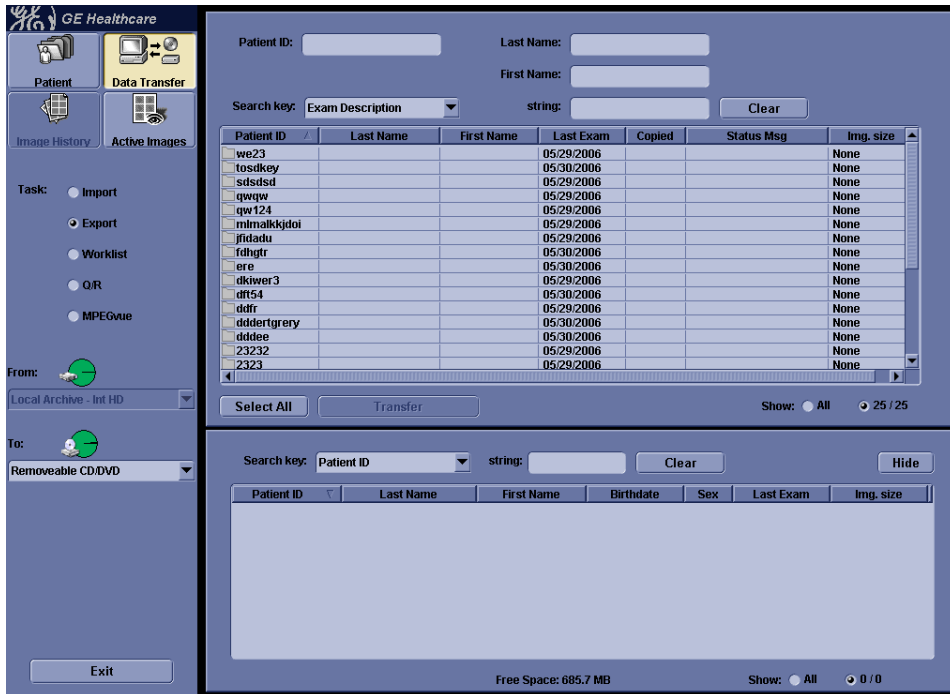 GE Healthcare
Patient
Data Transfer
Image History
Active Images
Task:
Import
Export
Worklist
Q/R
MPEGvue
From:
Local Archive - Int HD
To:
Removeable CD/DVD
Exit
Patient ID:
Last Name:
First Name:
Search key: Exam Description string: Clear
Patient ID Last Name First Name Last Exam Copied Status Msg Img. size
we23 05/29/2006 None
tosdkey 05/30/2006 None
sdsdsd 05/29/2006 None
qwqw 05/29/2006 None
qw124 05/29/2006 None
mlmalkkjdoi 05/29/2006 None
jfidadu 05/29/2006 None
fdhgtr 05/30/2006 None
ere 05/30/2006 None
dkiwer3 05/29/2006 None
dft54 05/30/2006 None
ddfr 05/29/2006 None
dddertgrery 05/30/2006 None
dddee 05/30/2006 None
23232 05/29/2006 None
2323 05/29/2006 None
Select All Transfer Show: All 25 / 25
Search key: Patient ID string: Clear Hide
Patient ID Last Name First Name Birthdate Sex Last Exam Img. size
Free Space: 685.7 MB Show: All 0 / 0